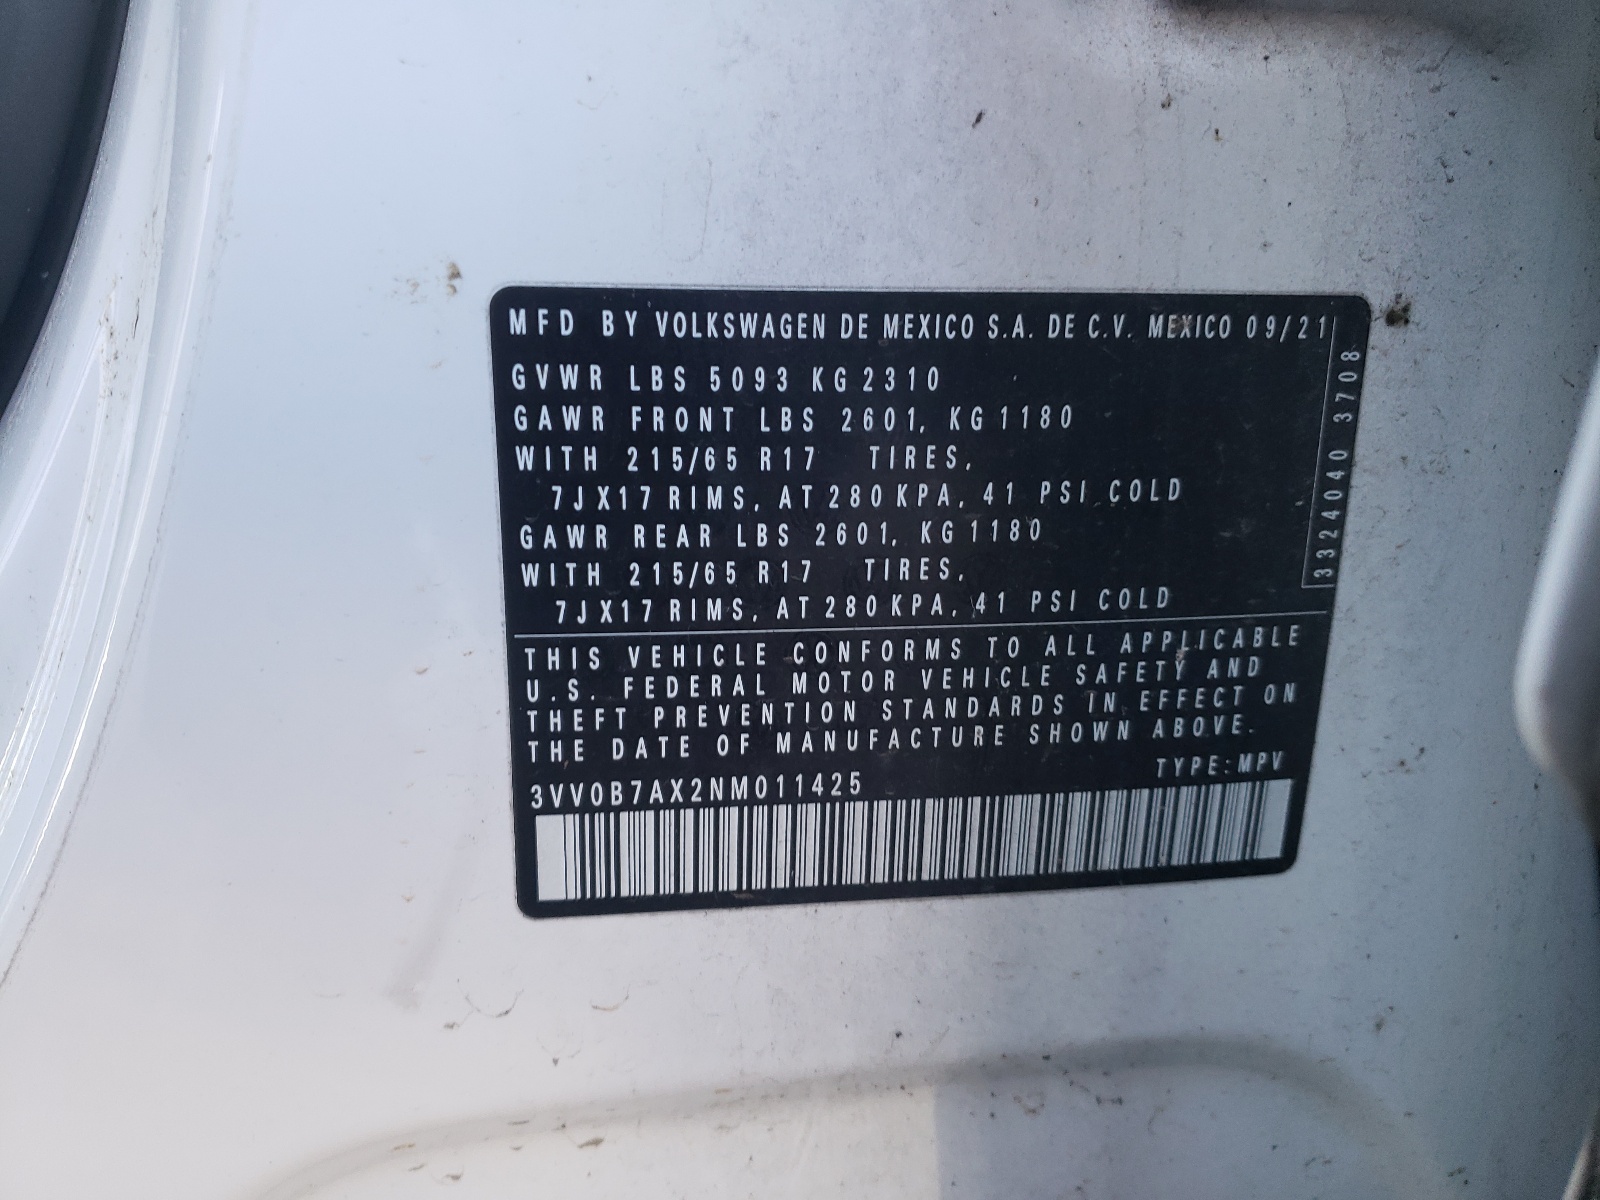 MFD BY VOLKSWAGEN DE MEXICO S.A. DE C.V. MEXICO 09/21
GVWR LBS 5093 KG 2310
GAWR FRONT LBS 2601, KG 1180
WITH 215/65 R17 TIRES,
7JX17 RIMS, AT 280 KPA, 41 PSI COLD
GAWR REAR LBS 2601, KG 1180
WITH 215/65 R17 TIRES,
7JX17 RIMS, AT 280 KPA, 41 PSI COLD
3324040 3708
THIS VEHICLE CONFORMS TO ALL APPLICABLE
U.S. FEDERAL MOTOR VEHICLE SAFETY AND
THEFT PREVENTION STANDARDS IN EFFECT ON
THE DATE OF MANUFACTURE SHOWN ABOVE.
TYPE: MPV
3VV0B7AX2NM011425